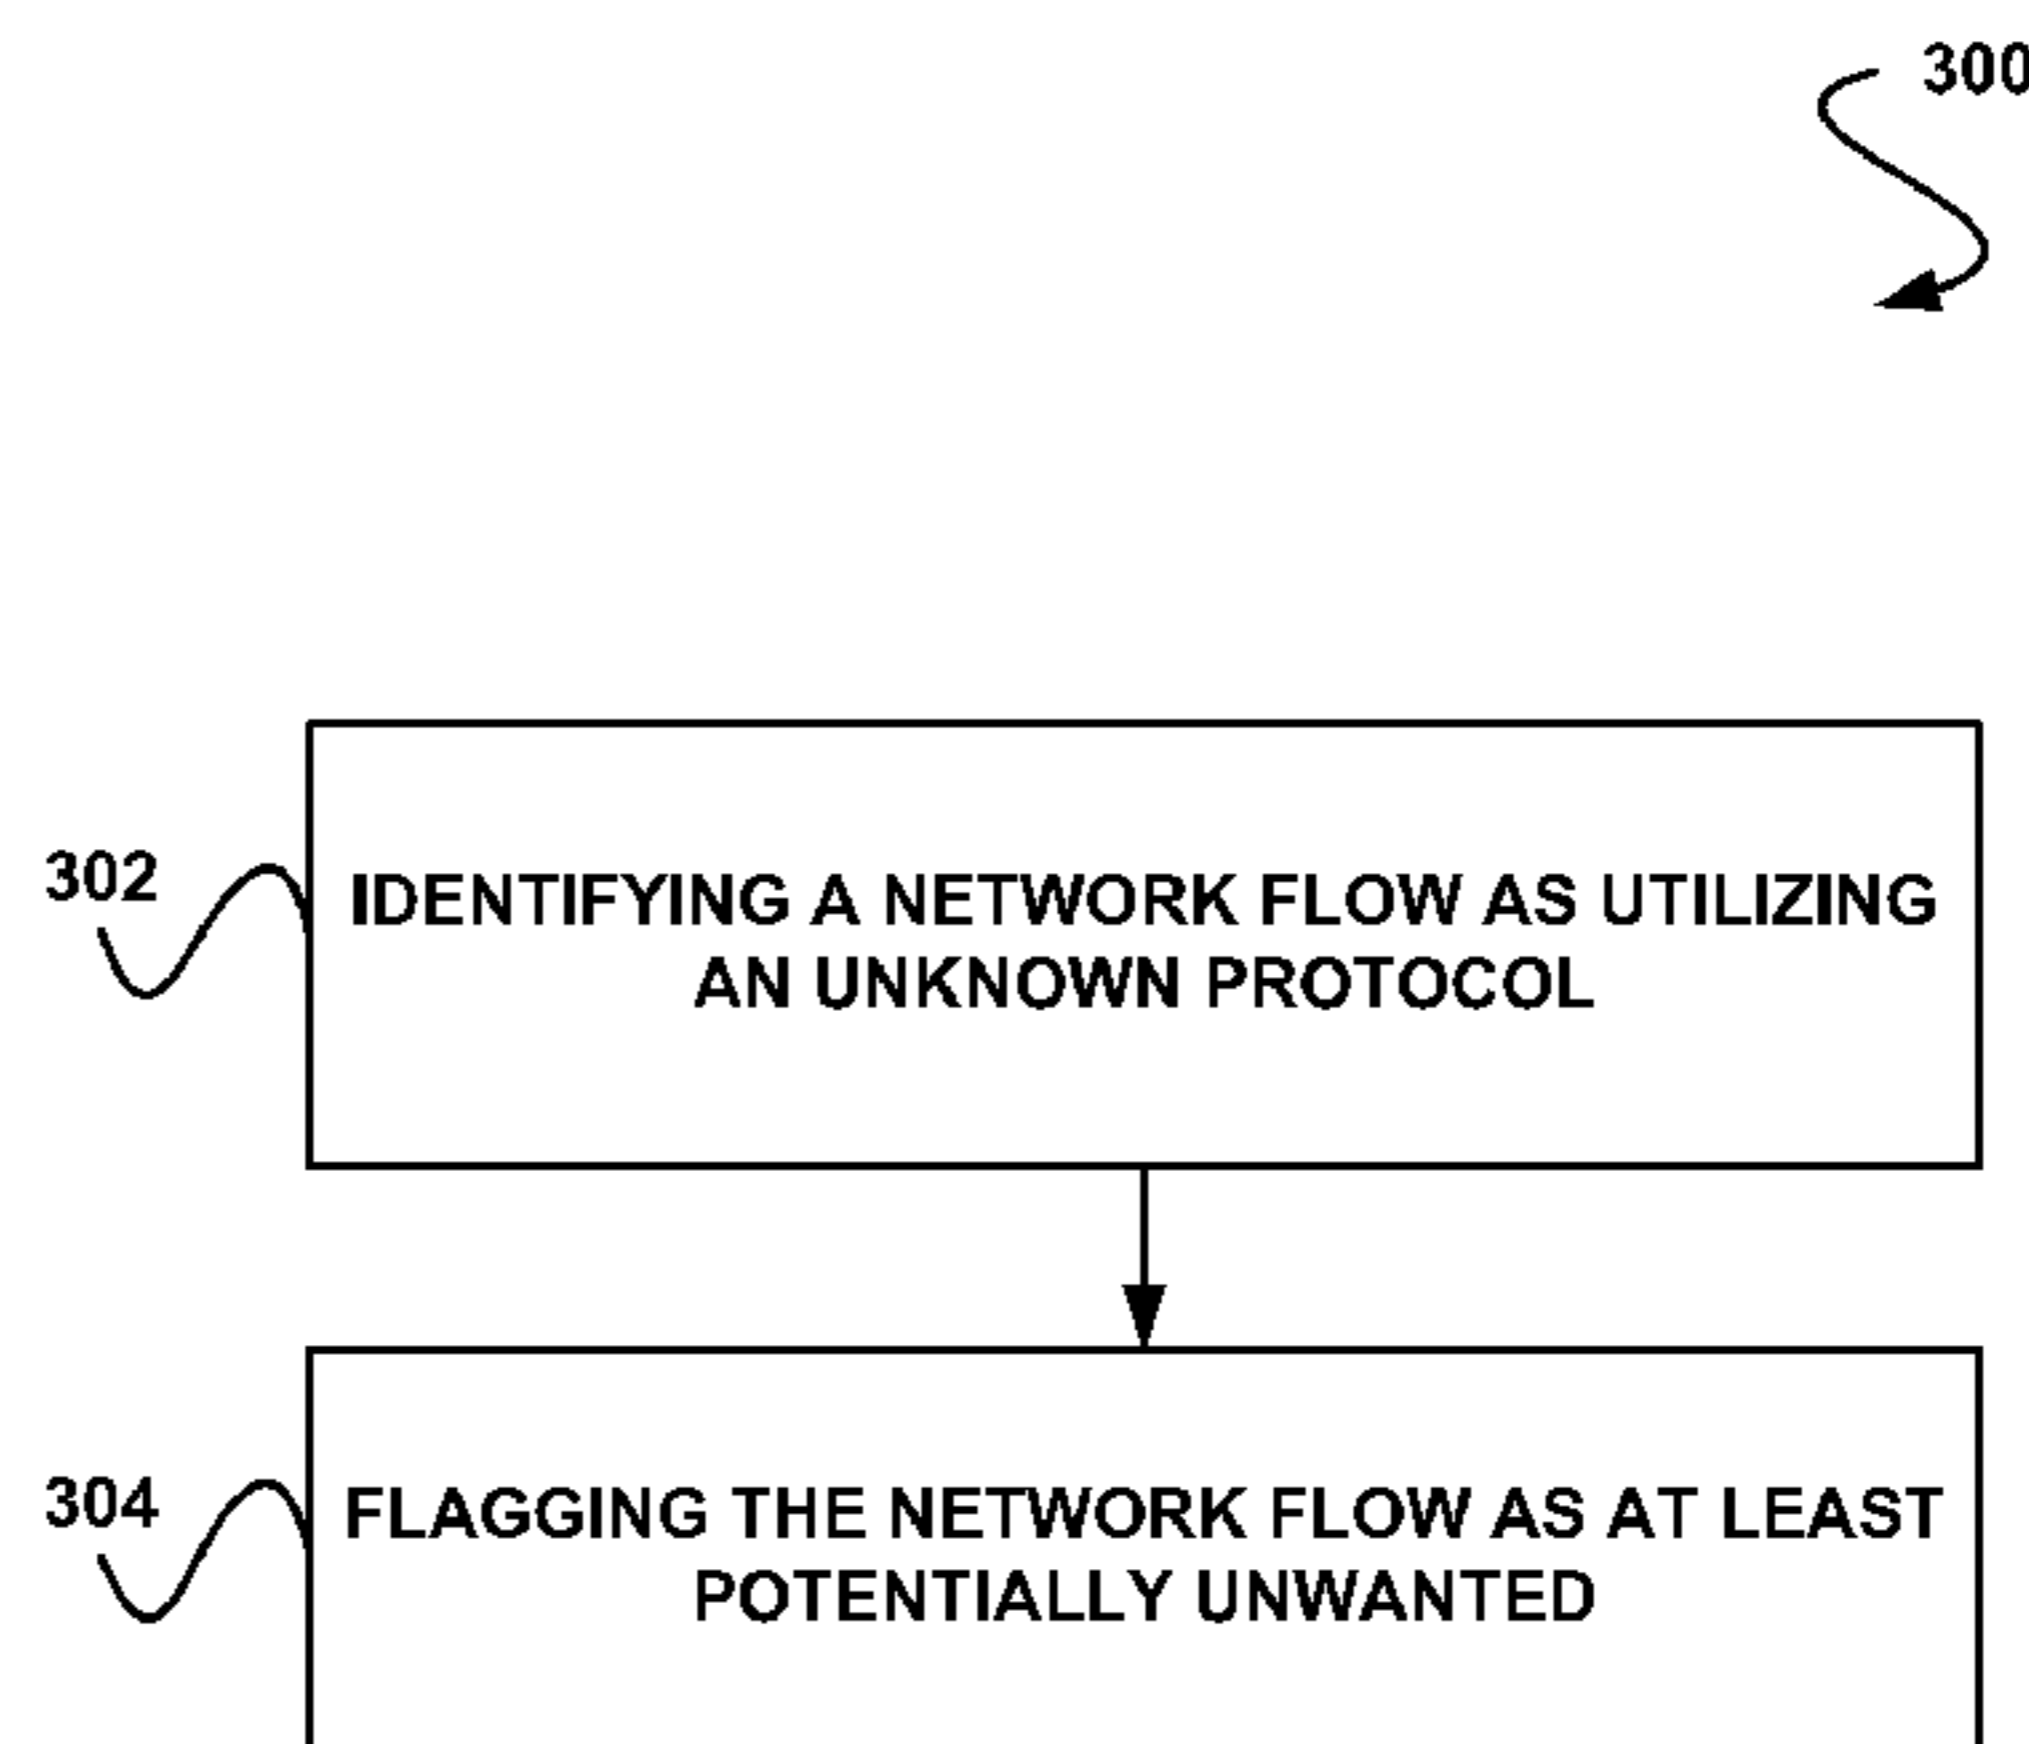 300
302
IDENTIFYING A NETWORK FLOW AS UTILIZING
AN UNKNOWN PROTOCOL
304
FLAGGING THE NETWORK FLOW AS AT LEAST
POTENTIALLY UNWANTED